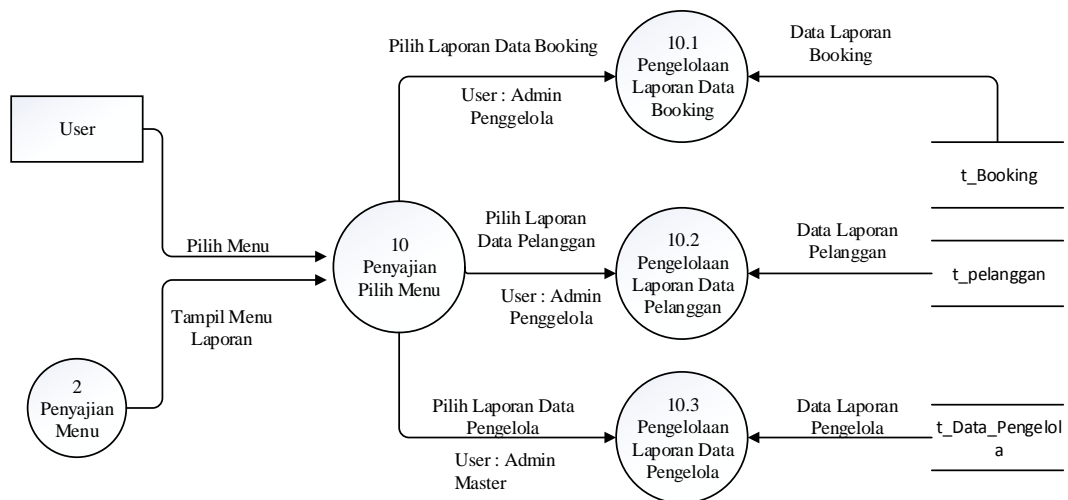 Pilih Laporan Data Booking
User : Admin
Penggelola
10.1
Pengelolaan
Laporan Data
Booking
Data Laporan
Booking
User
t_Booking
Pilih Menu
10
Penyajian
Pilih Menu
Pilih Laporan
Data Pelanggan
User : Admin
Penggelola
10.2
Pengelolaan
Laporan Data
Pelanggan
Data Laporan
Pelanggan
t_pelanggan
Tampil Menu
Laporan
2
Penyajian
Menu
Pilih Laporan Data
Pengelola
User : Admin
Master
10.3
Pengelolaan
Laporan Data
Pengelola
Data Laporan
Pengelola
t_Data_Pengelol
a